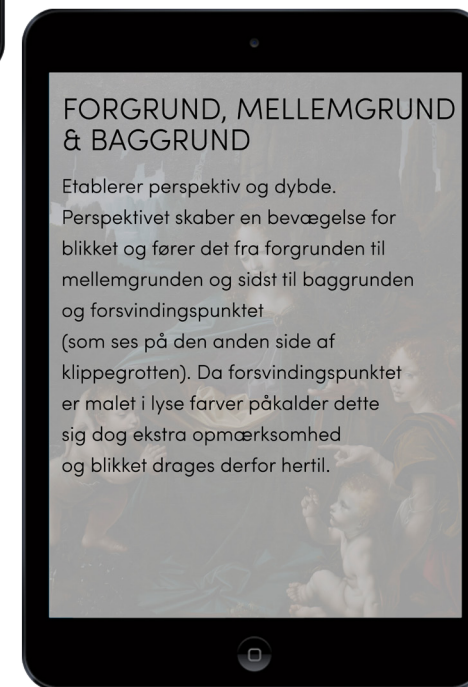 FORGRUND, MELLEMGRUND
& BAGGRUND
Etablerer perspektiv og dybde.
Perspektivet skaber en bevægelse for
blikket og fører det fra forgrunden til
mellemgrunden og sidst til baggrunden
og forsvindingspunktet
(som ses på den anden side af
klippegrotten). Da forsvindingspunktet
er malet i lyse farver påkalder dette
sig dog ekstra opmærksomhed
og blikket drages derfor hertil.